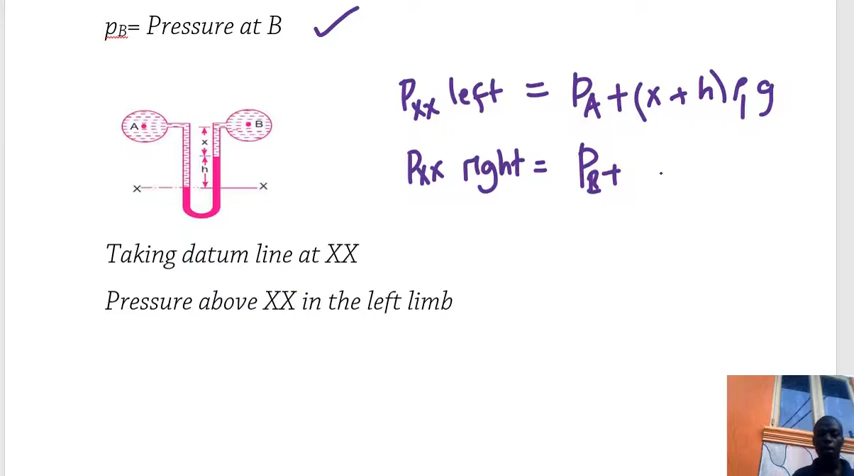 pB= Pressure at B
Pxx left = PA+(x+h)ρ1g
Pxx right = PB+
A
B
x
h
X
X
Taking datum line at XX
Pressure above XX in the left limb